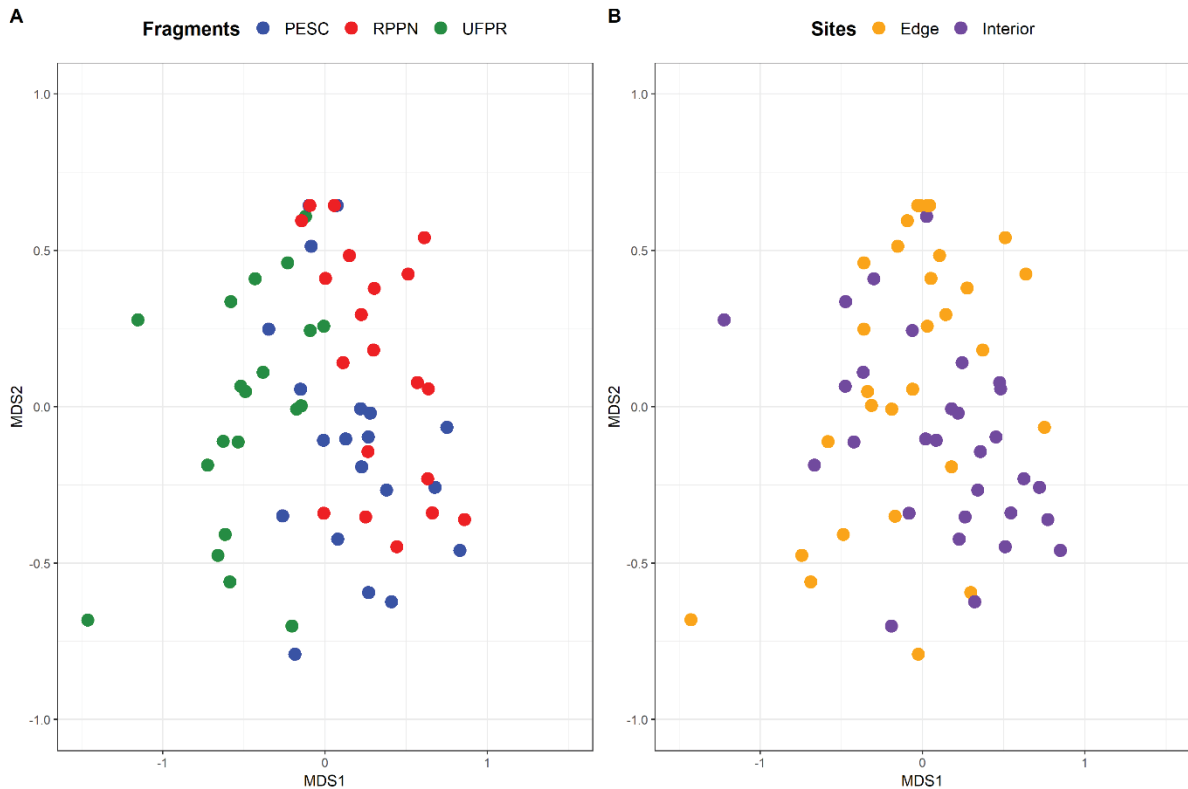 A
Fragments PESC RPPN UFPR
1.0
0.5
0.0
-0.5
-1.0
MDS2
-1 0 1
MDS1
B
Sites Edge Interior
1.0
0.5
0.0
-0.5
-1.0
MDS2
-1 0 1
MDS1